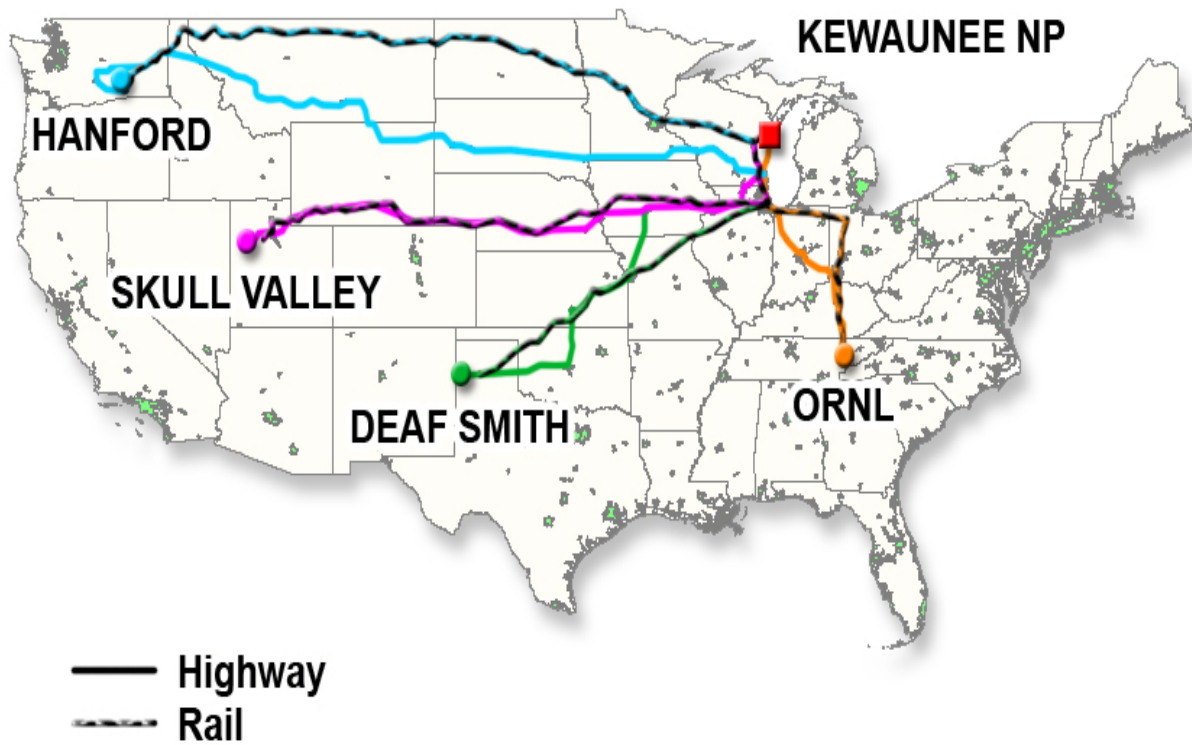 KEWAUNEE NP
HANFORD
SKULL VALLEY
DEAF SMITH
ORNL
Highway
Rail